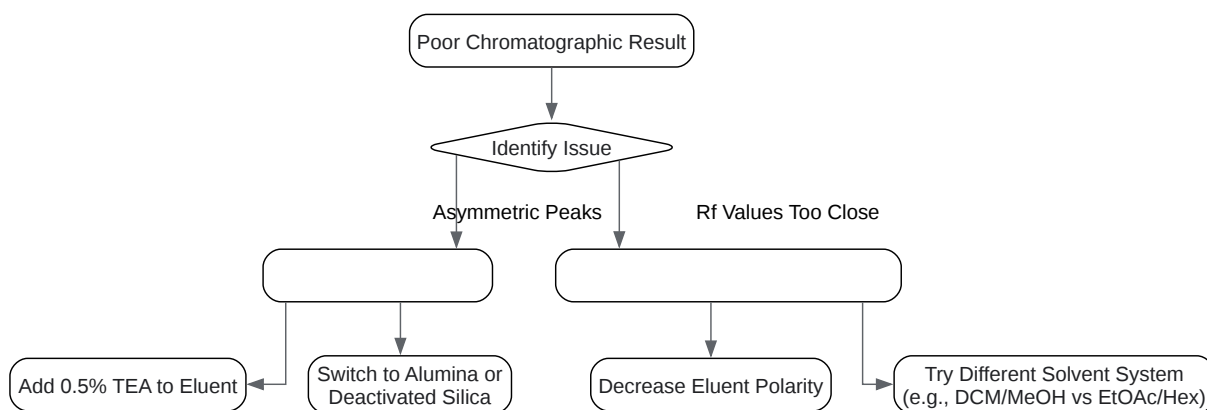 Poor Chromatographic Result
Identify Issue
Asymmetric Peaks
Rf Values Too Close
Add 0.5% TEA to Eluent
Switch to Alumina or
Deactivated Silica
Decrease Eluent Polarity
Try Different Solvent System
(e.g., DCM/MeOH vs EtOAc/Hex)